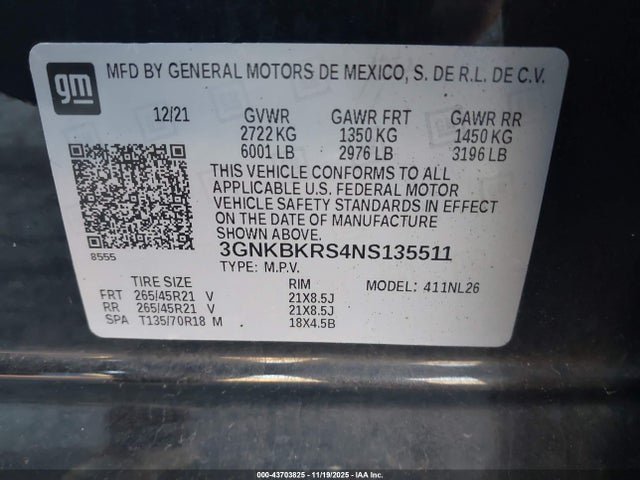 gm
MFD BY GENERAL MOTORS DE MEXICO, S. DE R.L. DE C.V.
12/21 GVWR GAWR FRT GAWR RR
2722 KG 1350 KG 1450 KG
6001 LB 2976 LB 3196 LB
THIS VEHICLE CONFORMS TO ALL
APPLICABLE U.S. FEDERAL MOTOR
VEHICLE SAFETY STANDARDS IN EFFECT
ON THE DATE OF MANUFACTURE
SHOWN ABOVE.
8555
3GNKBKRS4NS135511
TYPE: M.P.V.
TIRE SIZE RIM MODEL: 411NL26
FRT 265/45R21 V 21X8.5J
RR 265/45R21 V 21X8.5J
SPA T135/70R18 M 18X4.5B
000-43703825 - 11/19/2025 - IAA Inc.